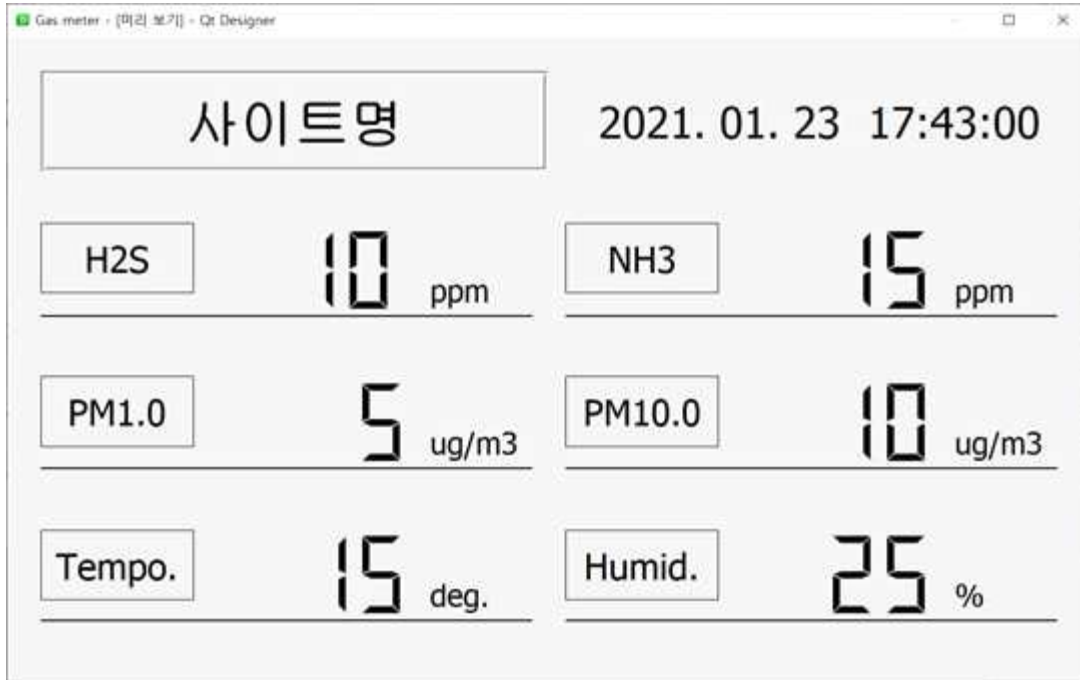 Gas meter - [미리 보기] - Qt Designer
사이트명
2021. 01. 23 17:43:00
H2S 10 ppm
NH3 15 ppm
PM1.0 5 ug/m3
PM10.0 10 ug/m3
Tempo. 15 deg.
Humid. 25 %